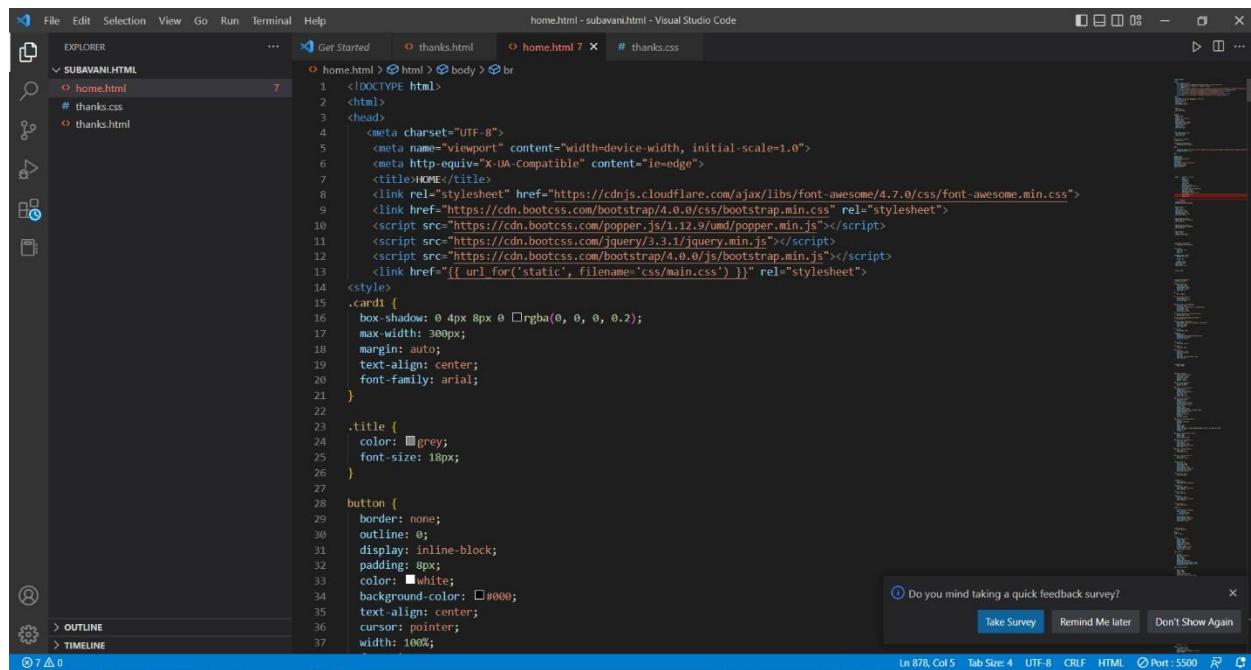 File Edit Selection View Go Run Terminal Help
home.html - subavani.html - Visual Studio Code
EXPLORER
Get Started
thanks.html
home.html 7
# thanks.css
SUBAVANI.HTML
home.html 7
# thanks.css
thanks.html
home.html > html > body > br
1 <!DOCTYPE html>
2 <html>
3 <head>
4 <meta charset="UTF-8">
5 <meta name="viewport" content="width=device-width, initial-scale=1.0">
6 <meta http-equiv="X-UA-Compatible" content="ie=edge">
7 <title>HOME</title>
8 <link rel="stylesheet" href="https://cdnjs.cloudflare.com/ajax/libs/font-awesome/4.7.0/css/font-awesome.min.css">
9 <link href="https://cdn.bootcss.com/bootstrap/4.0.0/css/bootstrap.min.css" rel="stylesheet">
10 <script src="https://cdn.bootcss.com/popper.js/1.12.9/umd/popper.min.js"></script>
11 <script src="https://cdn.bootcss.com/jquery/3.3.1/jquery.min.js"></script>
12 <script src="https://cdn.bootcss.com/bootstrap/4.0.0/js/bootstrap.min.js"></script>
13 <link href="{{ url_for('static', filename='css/main.css') }}" rel="stylesheet">
14 <style>
15 .card1 {
16 box-shadow: 0 4px 8px 0 rgba(0, 0, 0, 0.2);
17 max-width: 300px;
18 margin: auto;
19 text-align: center;
20 font-family: arial;
21 }
22
23 .title {
24 color: grey;
25 font-size: 18px;
26 }
27
28 button {
29 border: none;
30 outline: 0;
31 display: inline-block;
32 padding: 8px;
33 color: white;
34 background-color: #000;
35 text-align: center;
36 cursor: pointer;
37 width: 100%;
Do you mind taking a quick feedback survey?
Take Survey
Remind Me later
Don't Show Again
OUTLINE
TIMELINE
7 0
Ln 878, Col 5 Tab Size: 4 UTF-8 CRLF HTML Port : 5500